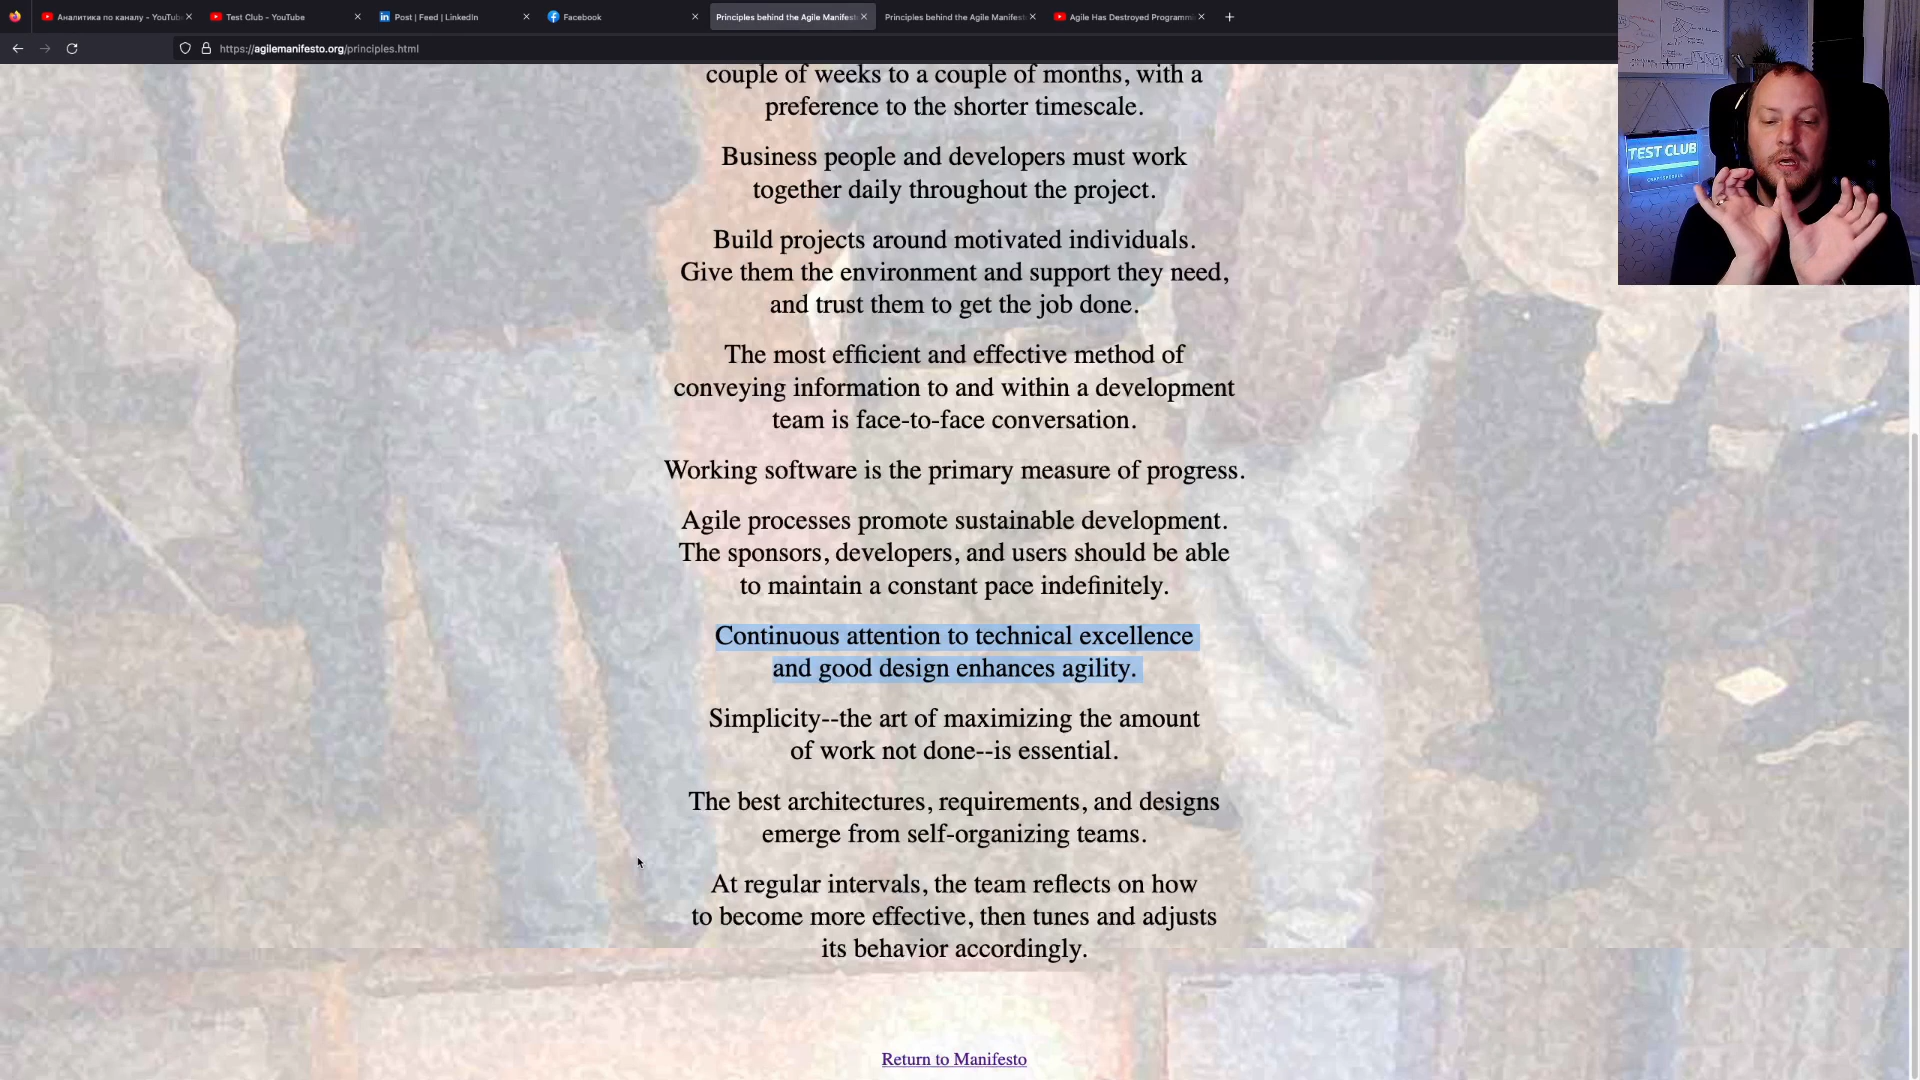 Аналитика по каналу - YouTube
Test Club - YouTube
Post | Feed | LinkedIn
Facebook
Principles behind the Agile Manifest
Principles behind the Agile Manifest
Agile Has Destroyed Programm
https://agilemanifesto.org/principles.html
couple of weeks to a couple of months, with a
preference to the shorter timescale.
Business people and developers must work
together daily throughout the project.
Build projects around motivated individuals.
Give them the environment and support they need,
and trust them to get the job done.
The most efficient and effective method of
conveying information to and within a development
team is face-to-face conversation.
Working software is the primary measure of progress.
Agile processes promote sustainable development.
The sponsors, developers, and users should be able
to maintain a constant pace indefinitely.
Continuous attention to technical excellence
and good design enhances agility.
Simplicity--the art of maximizing the amount
of work not done--is essential.
The best architectures, requirements, and designs
emerge from self-organizing teams.
At regular intervals, the team reflects on how
to become more effective, then tunes and adjusts
its behavior accordingly.
Return to Manifesto
TEST CLUB